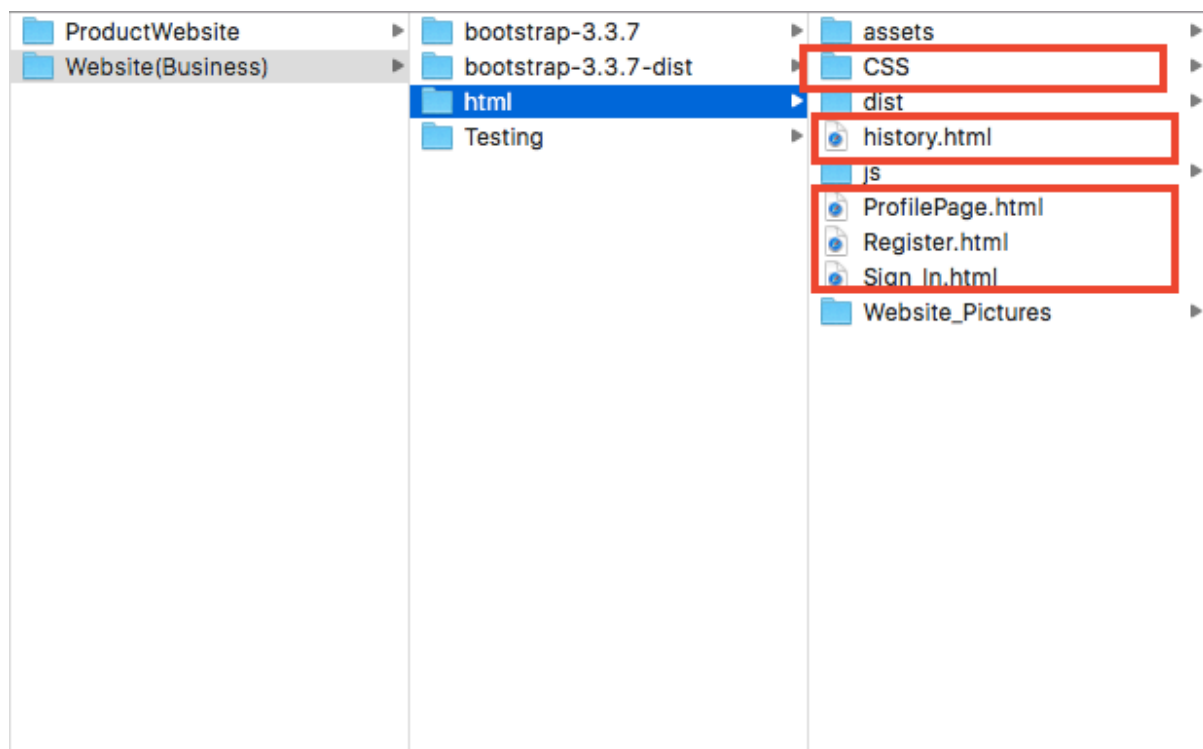 ProductWebsite
Website(Business)
bootstrap-3.3.7
bootstrap-3.3.7-dist
html
Testing
assets
CSS
dist
history.html
js
ProfilePage.html
Register.html
Sign_In.html
Website_Pictures